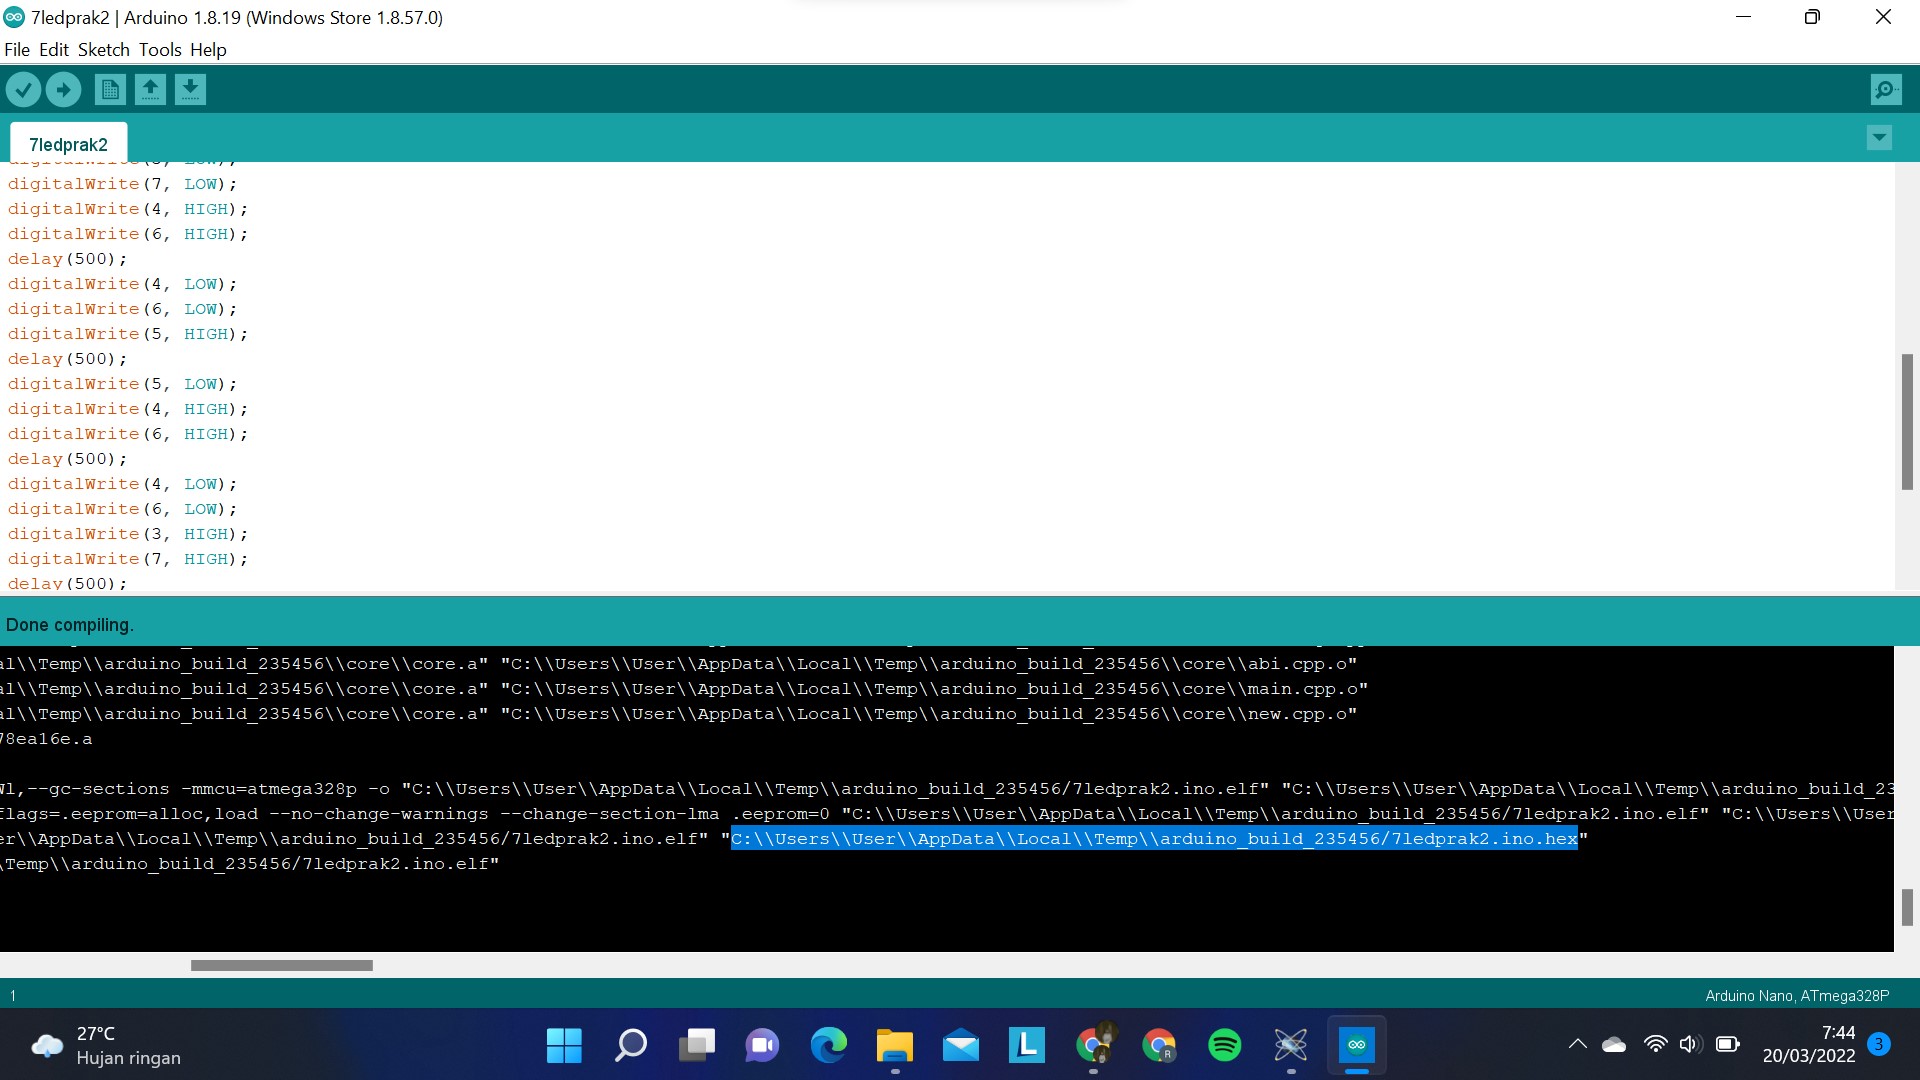 7ledprak2 | Arduino 1.8.19 (Windows Store 1.8.57.0)
File Edit Sketch Tools Help
7ledprak2
digitalWrite(7, LOW);
digitalWrite(4, HIGH);
digitalWrite(6, HIGH);
delay(500);
digitalWrite(4, LOW);
digitalWrite(6, LOW);
digitalWrite(5, HIGH);
delay(500);
digitalWrite(5, LOW);
digitalWrite(4, HIGH);
digitalWrite(6, HIGH);
delay(500);
digitalWrite(4, LOW);
digitalWrite(6, LOW);
digitalWrite(3, HIGH);
digitalWrite(7, HIGH);
delay(500);
Done compiling.
al\\Temp\\arduino_build_235456\\core\\core.a" "C:\\Users\\User\\AppData\\Local\\Temp\\arduino_build_235456\\core\\abi.cpp.o"
al\\Temp\\arduino_build_235456\\core\\core.a" "C:\\Users\\User\\AppData\\Local\\Temp\\arduino_build_235456\\core\\main.cpp.o"
al\\Temp\\arduino_build_235456\\core\\core.a" "C:\\Users\\User\\AppData\\Local\\Temp\\arduino_build_235456\\core\\new.cpp.o"
78ea16e.a
Wl,--gc-sections -mmcu=atmega328p -o "C:\\Users\\User\\AppData\\Local\\Temp\\arduino_build_235456/7ledprak2.ino.elf" "C:\\Users\\User\\AppData\\Local\\Temp\\arduino_build_23
flags=.eeprom=alloc,load --no-change-warnings --change-section-lma .eeprom=0 "C:\\Users\\User\\AppData\\Local\\Temp\\arduino_build_235456/7ledprak2.ino.elf" "C:\\Users\\User
er\\AppData\\Local\\Temp\\arduino_build_235456/7ledprak2.ino.elf" "C:\\Users\\User\\AppData\\Local\\Temp\\arduino_build_235456/7ledprak2.ino.hex"
\Temp\\arduino_build_235456/7ledprak2.ino.elf"
1
Arduino Nano, ATmega328P
27°C
Hujan ringan
L
R
7:44
20/03/2022
3